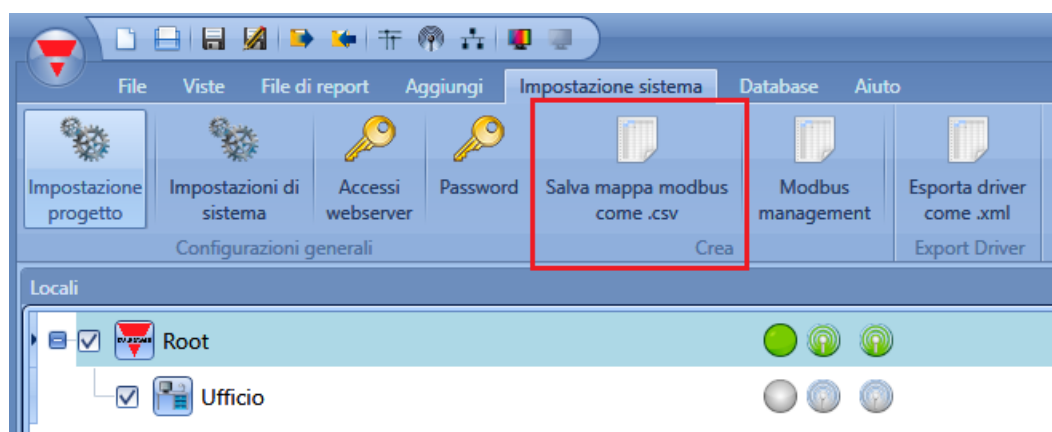 File Viste File di report Aggiungi Impostazione sistema Database Aiuto
Impostazione Impostazioni di Accessi Password Salva mappa modbus Modbus Esporta driver
progetto sistema webserver come .csv management come .xml
Configurazioni generali Crea Export Driver
Locali
Root
Ufficio